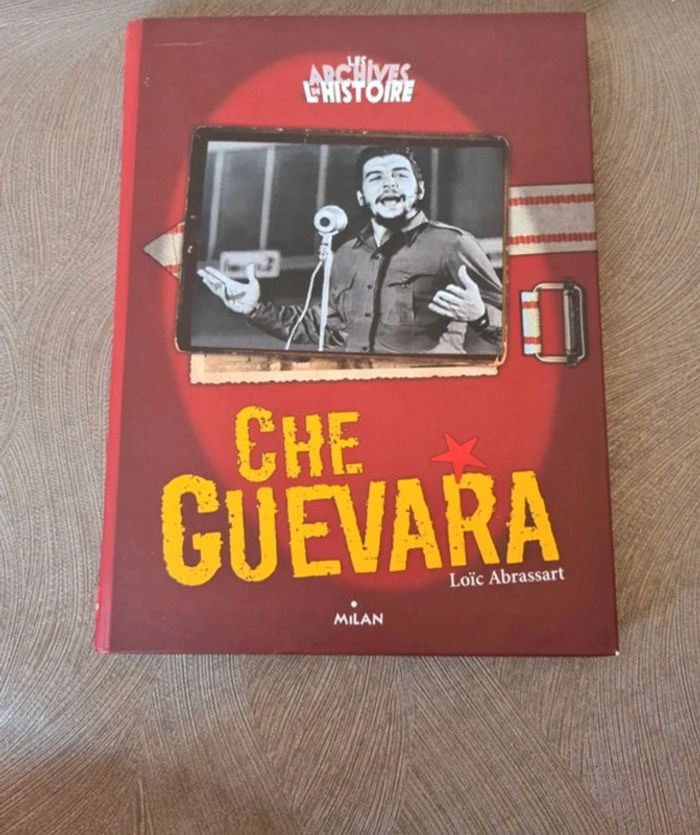 LES
ARCHIVES
DE
L'HISTOIRE
CHE
GUEVARA
Loïc Abrassart
MILAN